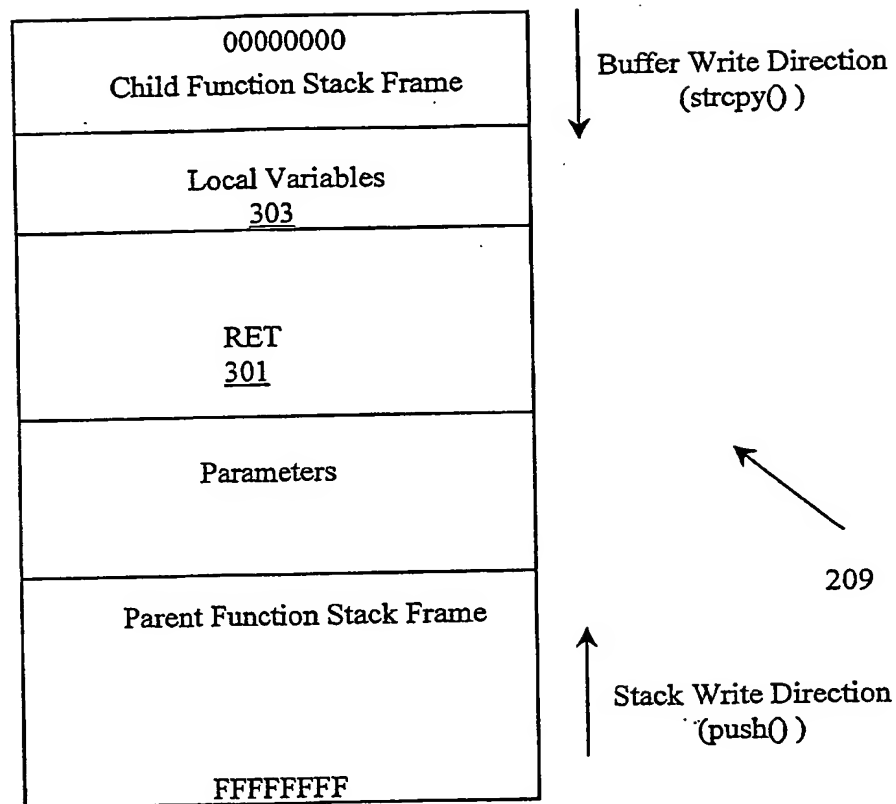 00000000
Child Function Stack Frame
Buffer Write Direction
(strcpy() )
Local Variables
303
RET
301
Parameters
209
Parent Function Stack Frame
Stack Write Direction
(push() )
FFFFFFFF